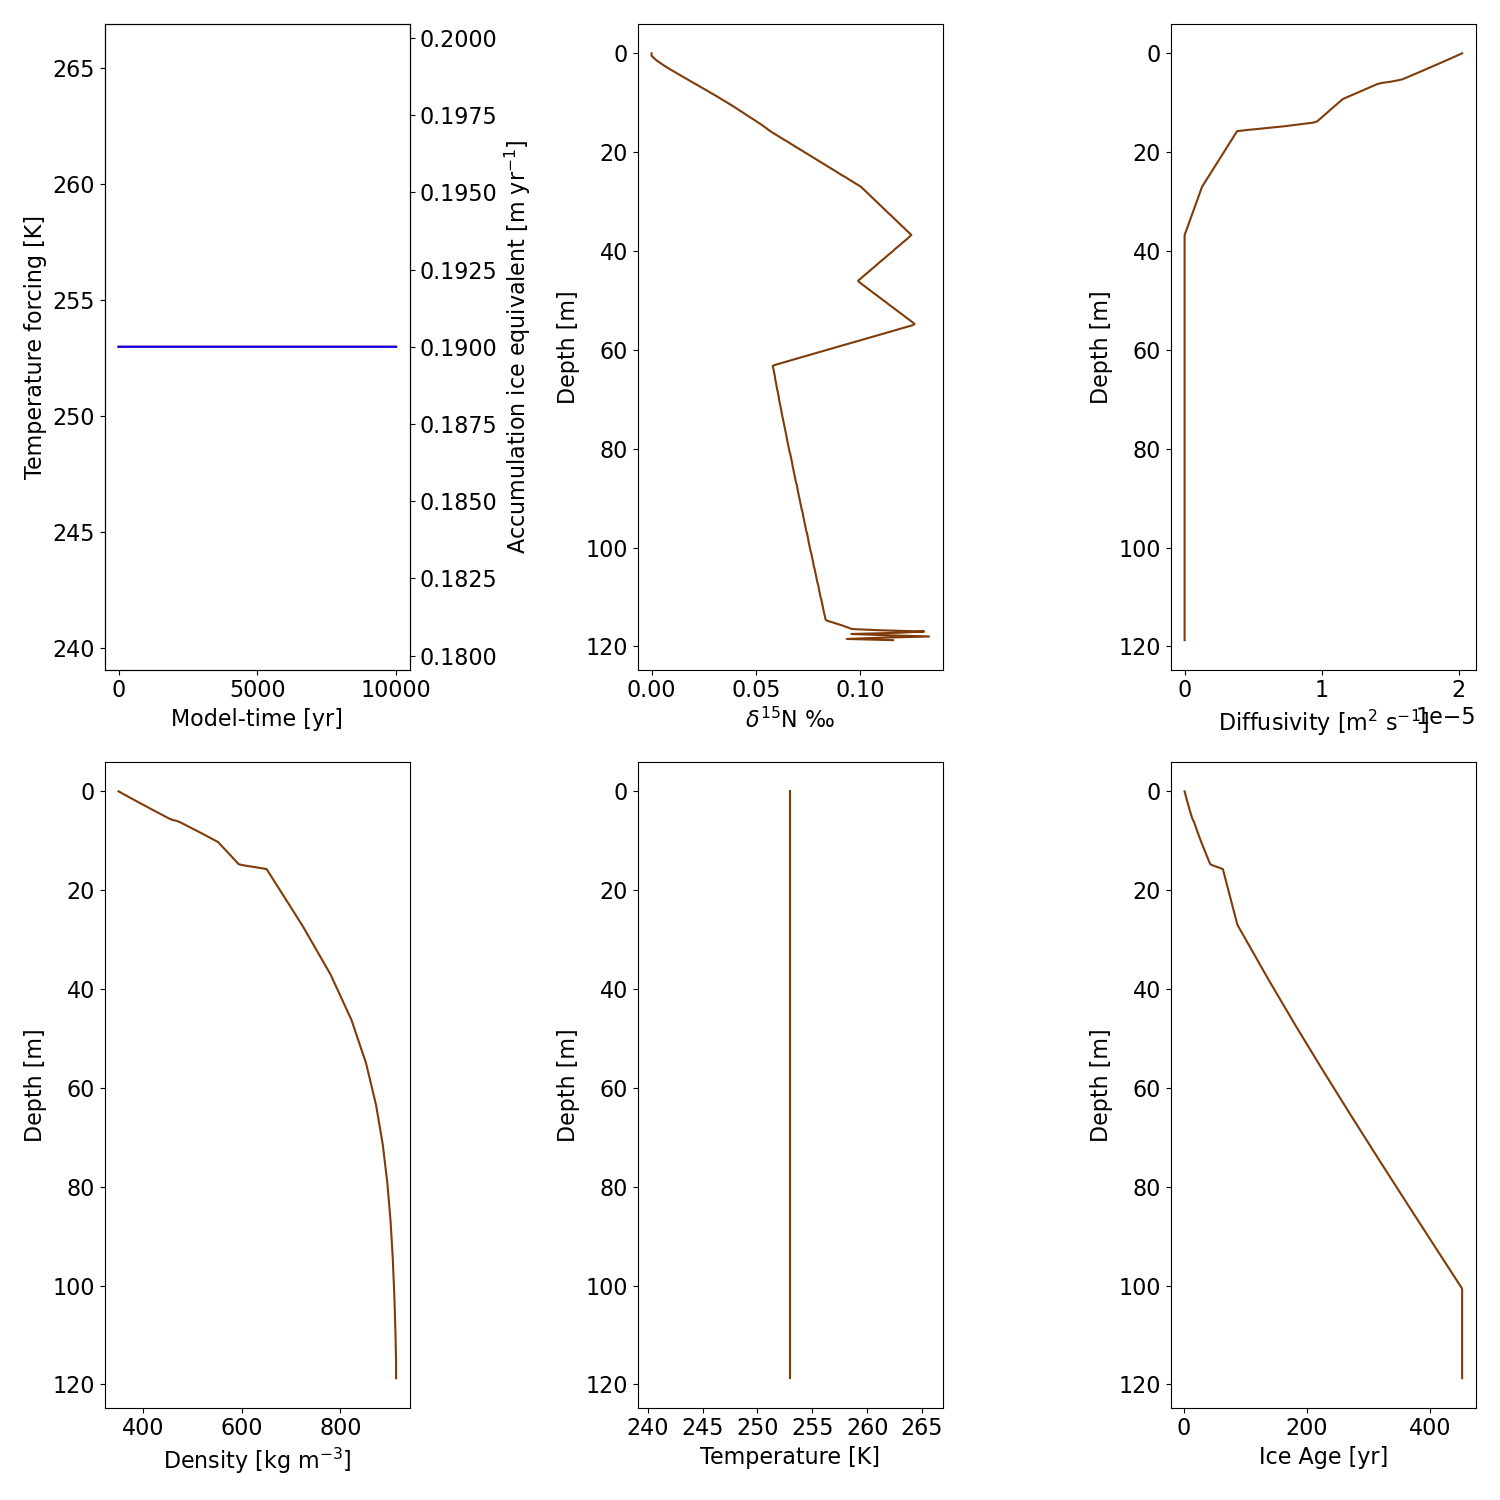 265
260
255
250
245
240
Temperature forcing [K]
0 5000 10000
Model-time [yr]
0.2000
0.1975
0.1950
0.1925
0.1900
0.1875
0.1850
0.1825
0.1800
Accumulation ice equivalent [m yr⁻¹]
0
20
40
60
80
100
120
Depth [m]
0.00 0.05 0.10
δ¹⁵N ‰
0
20
40
60
80
100
120
Depth [m]
0 1 2
1e−5
Diffusivity [m² s⁻¹]
0
20
40
60
80
100
120
Depth [m]
400 600 800
Density [kg m⁻³]
0
20
40
60
80
100
120
Depth [m]
240 245 250 255 260 265
Temperature [K]
0
20
40
60
80
100
120
Depth [m]
0 200 400
Ice Age [yr]